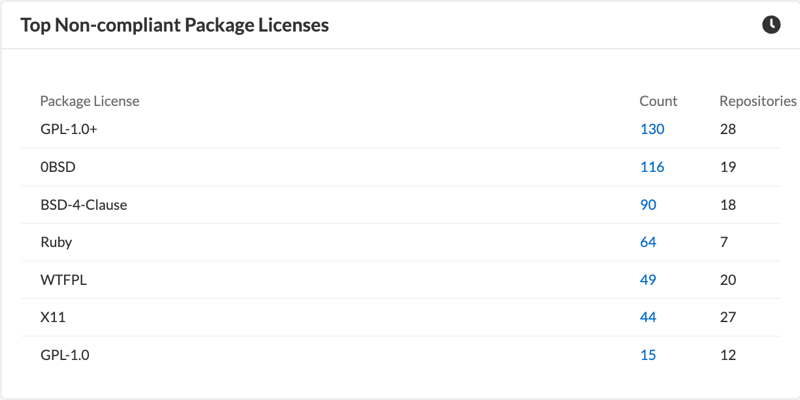 Top Non-compliant Package Licenses
Package License Count Repositories
GPL-1.0+ 130 28
0BSD 116 19
BSD-4-Clause 90 18
Ruby 64 7
WTFPL 49 20
X11 44 27
GPL-1.0 15 12